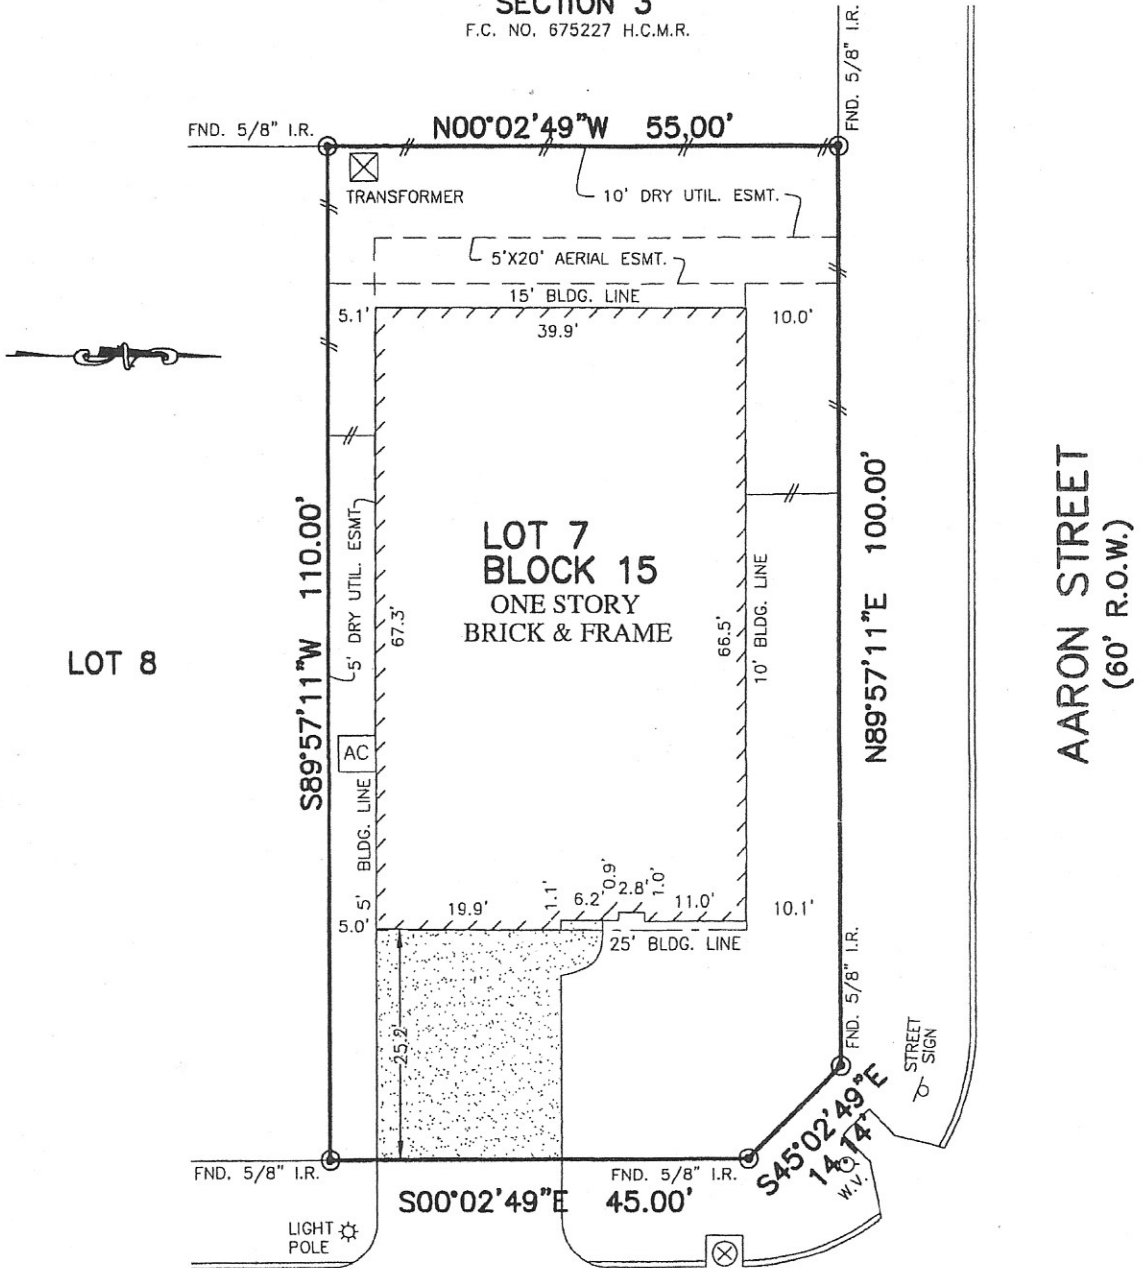 SECTION 3
F.C. NO. 675227 H.C.M.R.
FND. 5/8" I.R.
N00°02'49"W 55.00'
FND. 5/8" I.R.
TRANSFORMER
10' DRY UTIL. ESMT.
5'X20' AERIAL ESMT.
15' BLDG. LINE
5.1'
39.9'
10.0'
S89°57'11"W 110.00'
5' DRY UTIL. ESMT
67.3'
LOT 7
BLOCK 15
ONE STORY
BRICK & FRAME
66.5'
10' BLDG. LINE
N89°57'11"E 100.00'
AARON STREET
(60' R.O.W.)
LOT 8
AC
5' BLDG. LINE
5.0'
19.9'
1.1'
6.2'
0.9'
2.8'
1.0'
11.0'
10.1'
25' BLDG. LINE
25.2'
FND. 5/8" I.R.
STREET
SIGN
S45°02'49"E
14.14'
W.V.
FND. 5/8" I.R.
FND. 5/8" I.R.
S00°02'49"E 45.00'
LIGHT
POLE